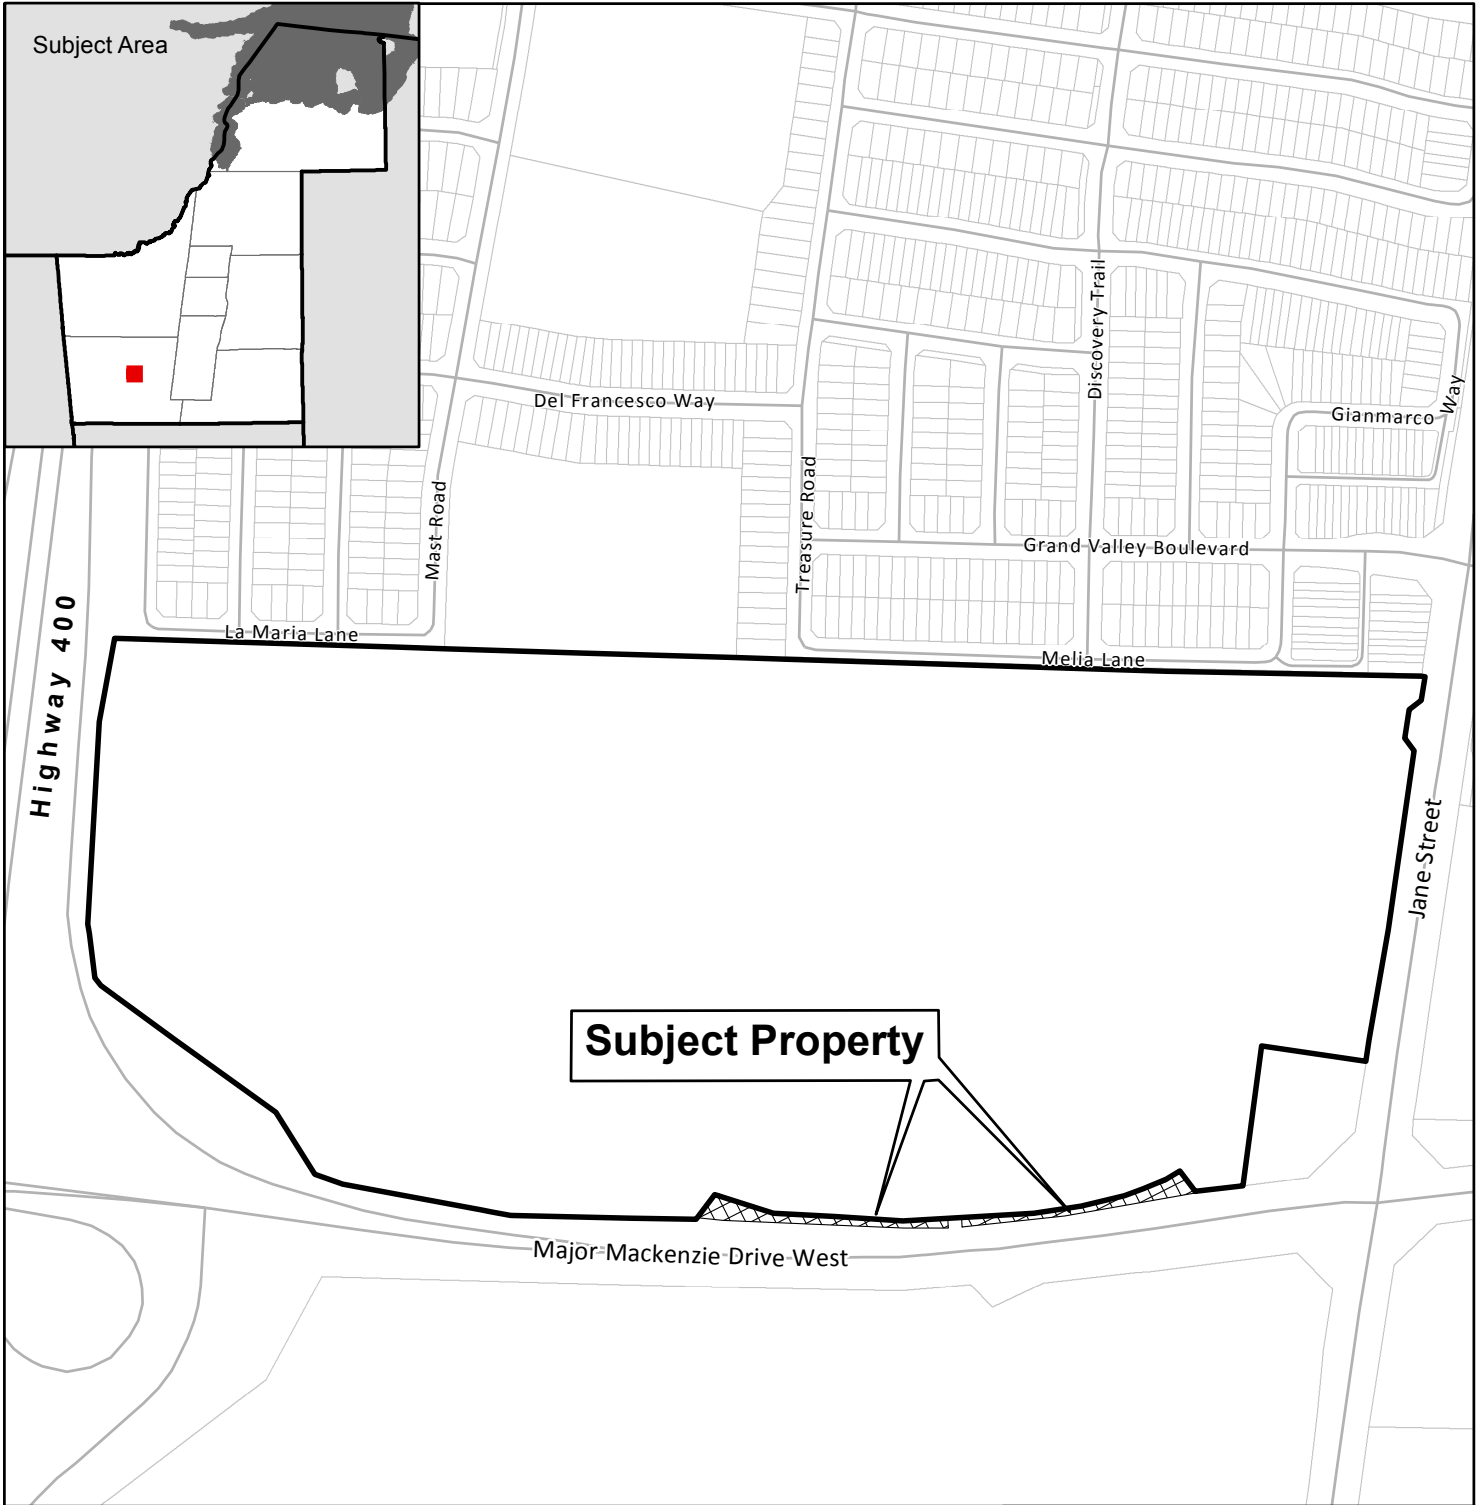 Subject Area
Discovery Trail
Del Francesco Way
Gianmarco Way
Mast Road
Treasure Road
Grand Valley Boulevard
Highway 400
La Maria Lane
Melia Lane
Jane Street
Subject Property
Major Mackenzie Drive West